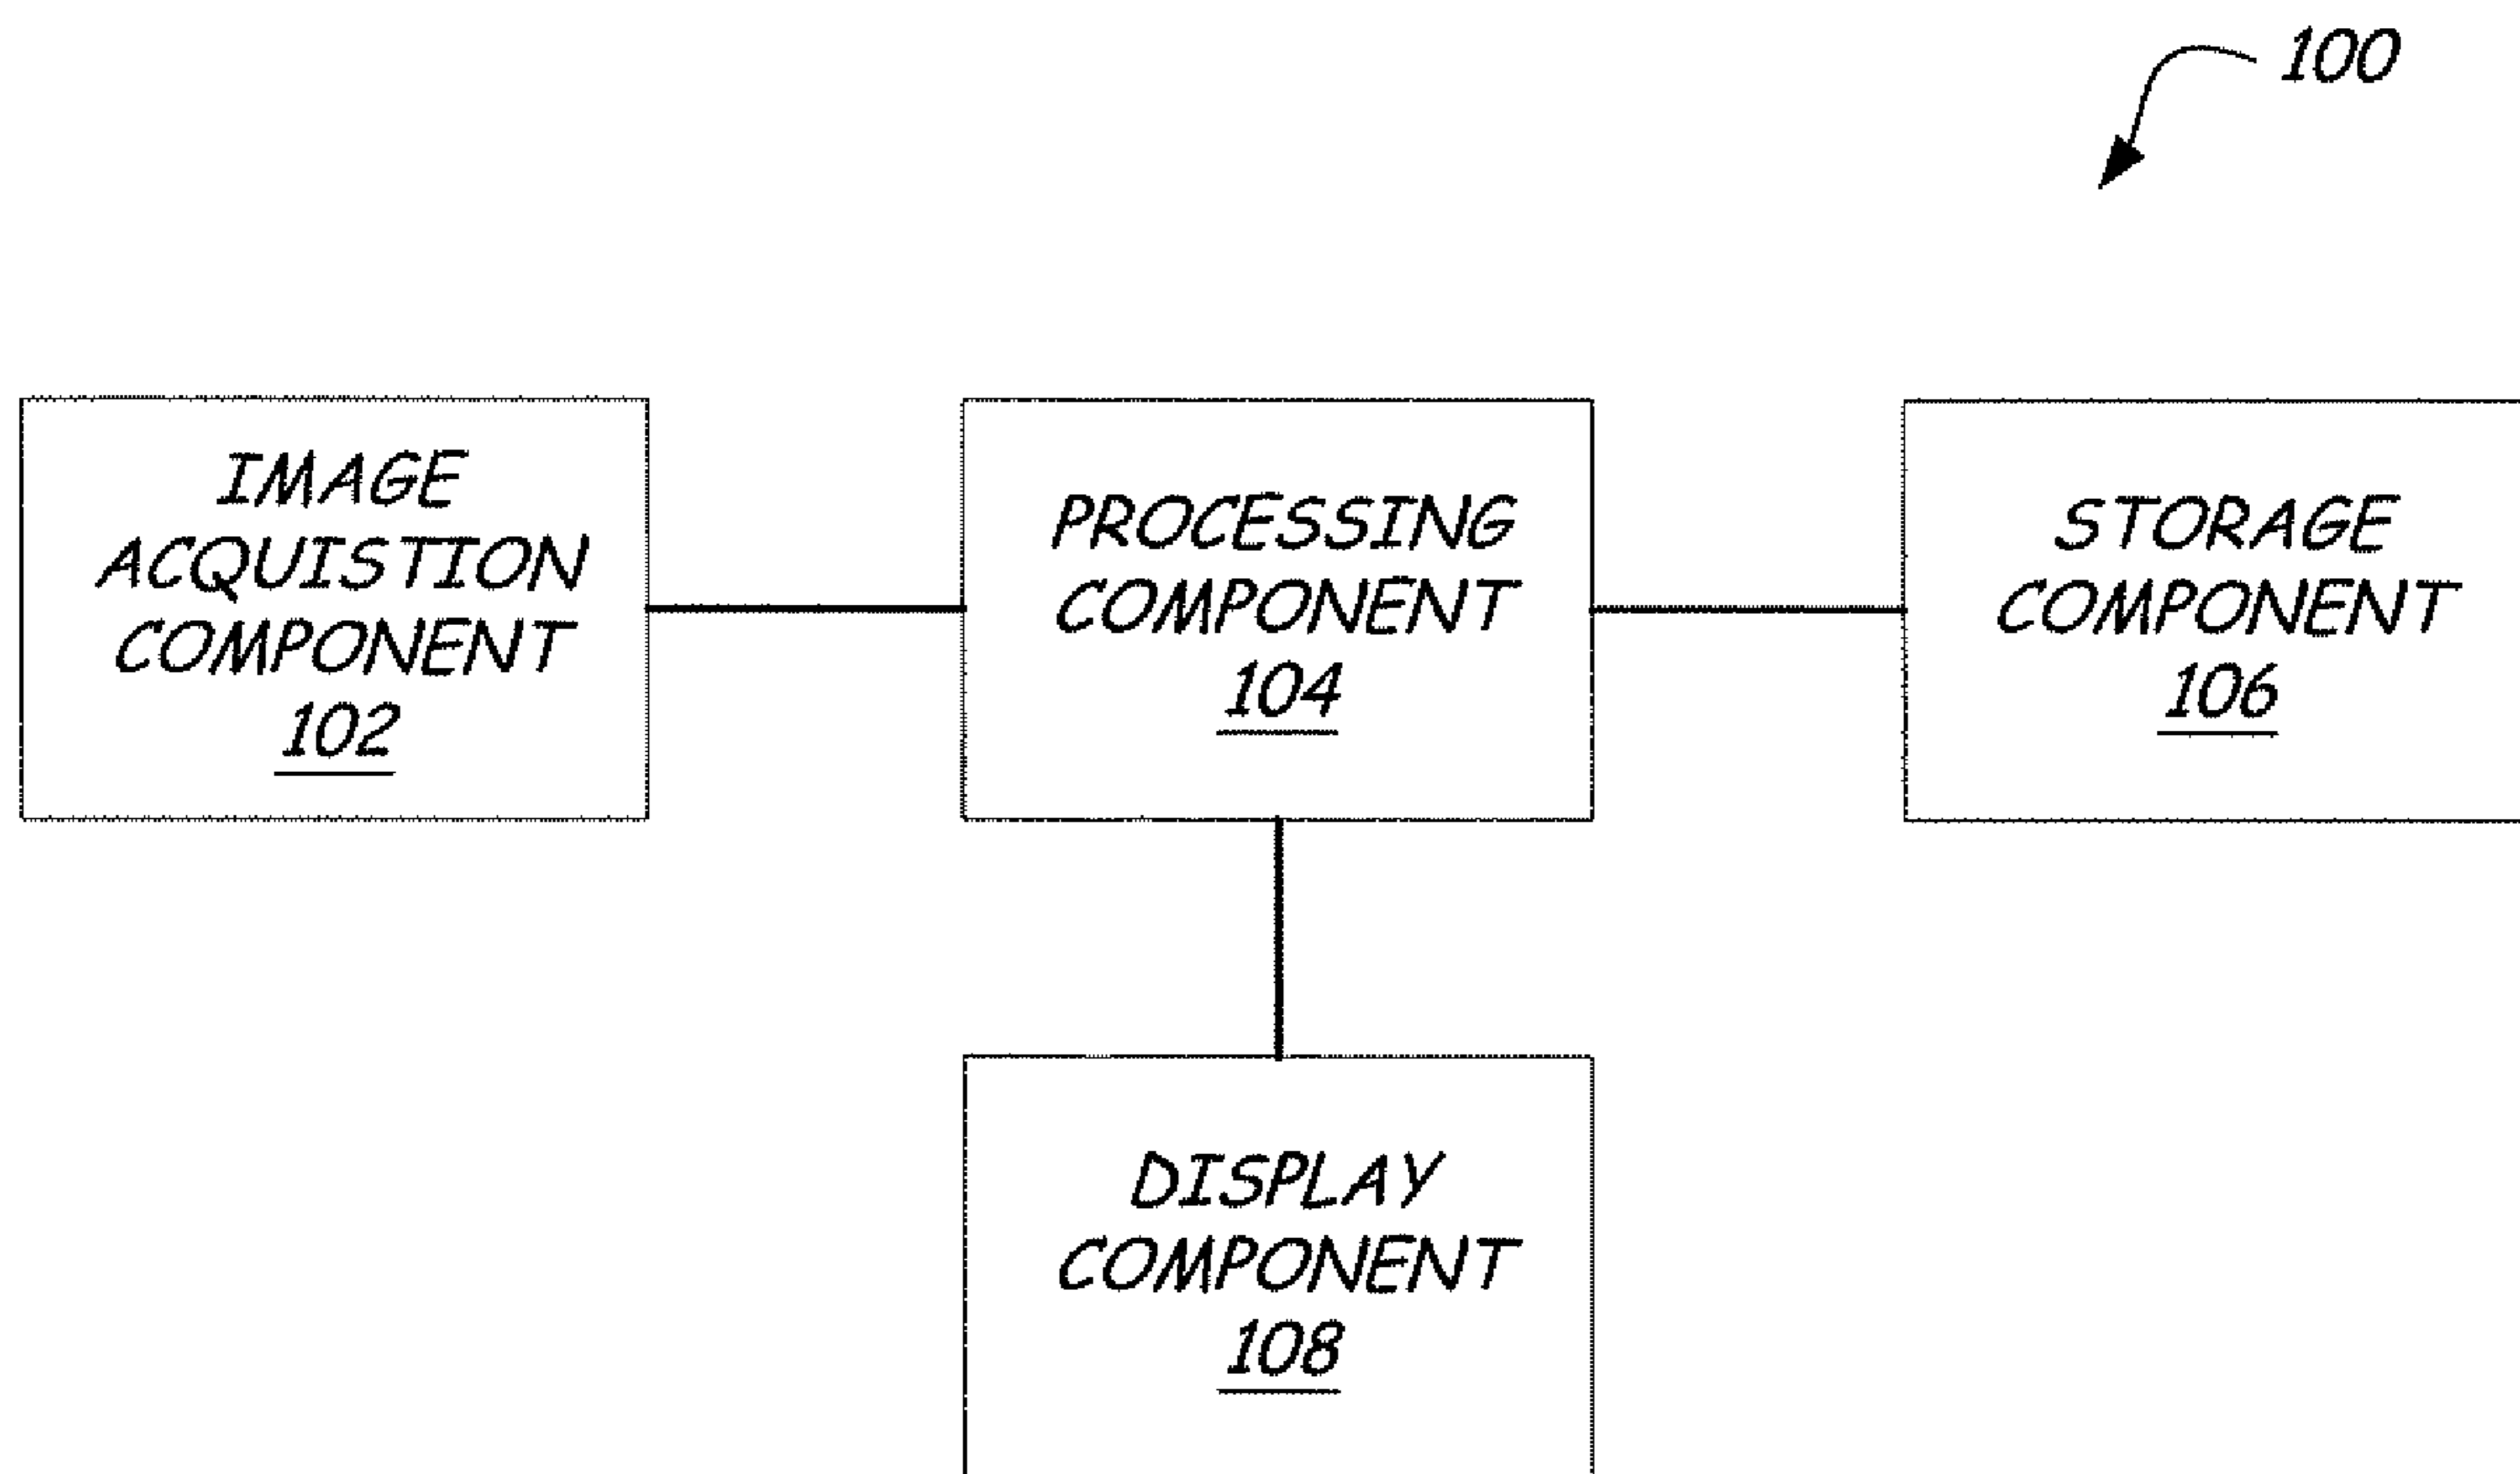 100
IMAGE
ACQUISTION
COMPONENT
102
PROCESSING
COMPONENT
104
STORAGE
COMPONENT
106
DISPLAY
COMPONENT
108